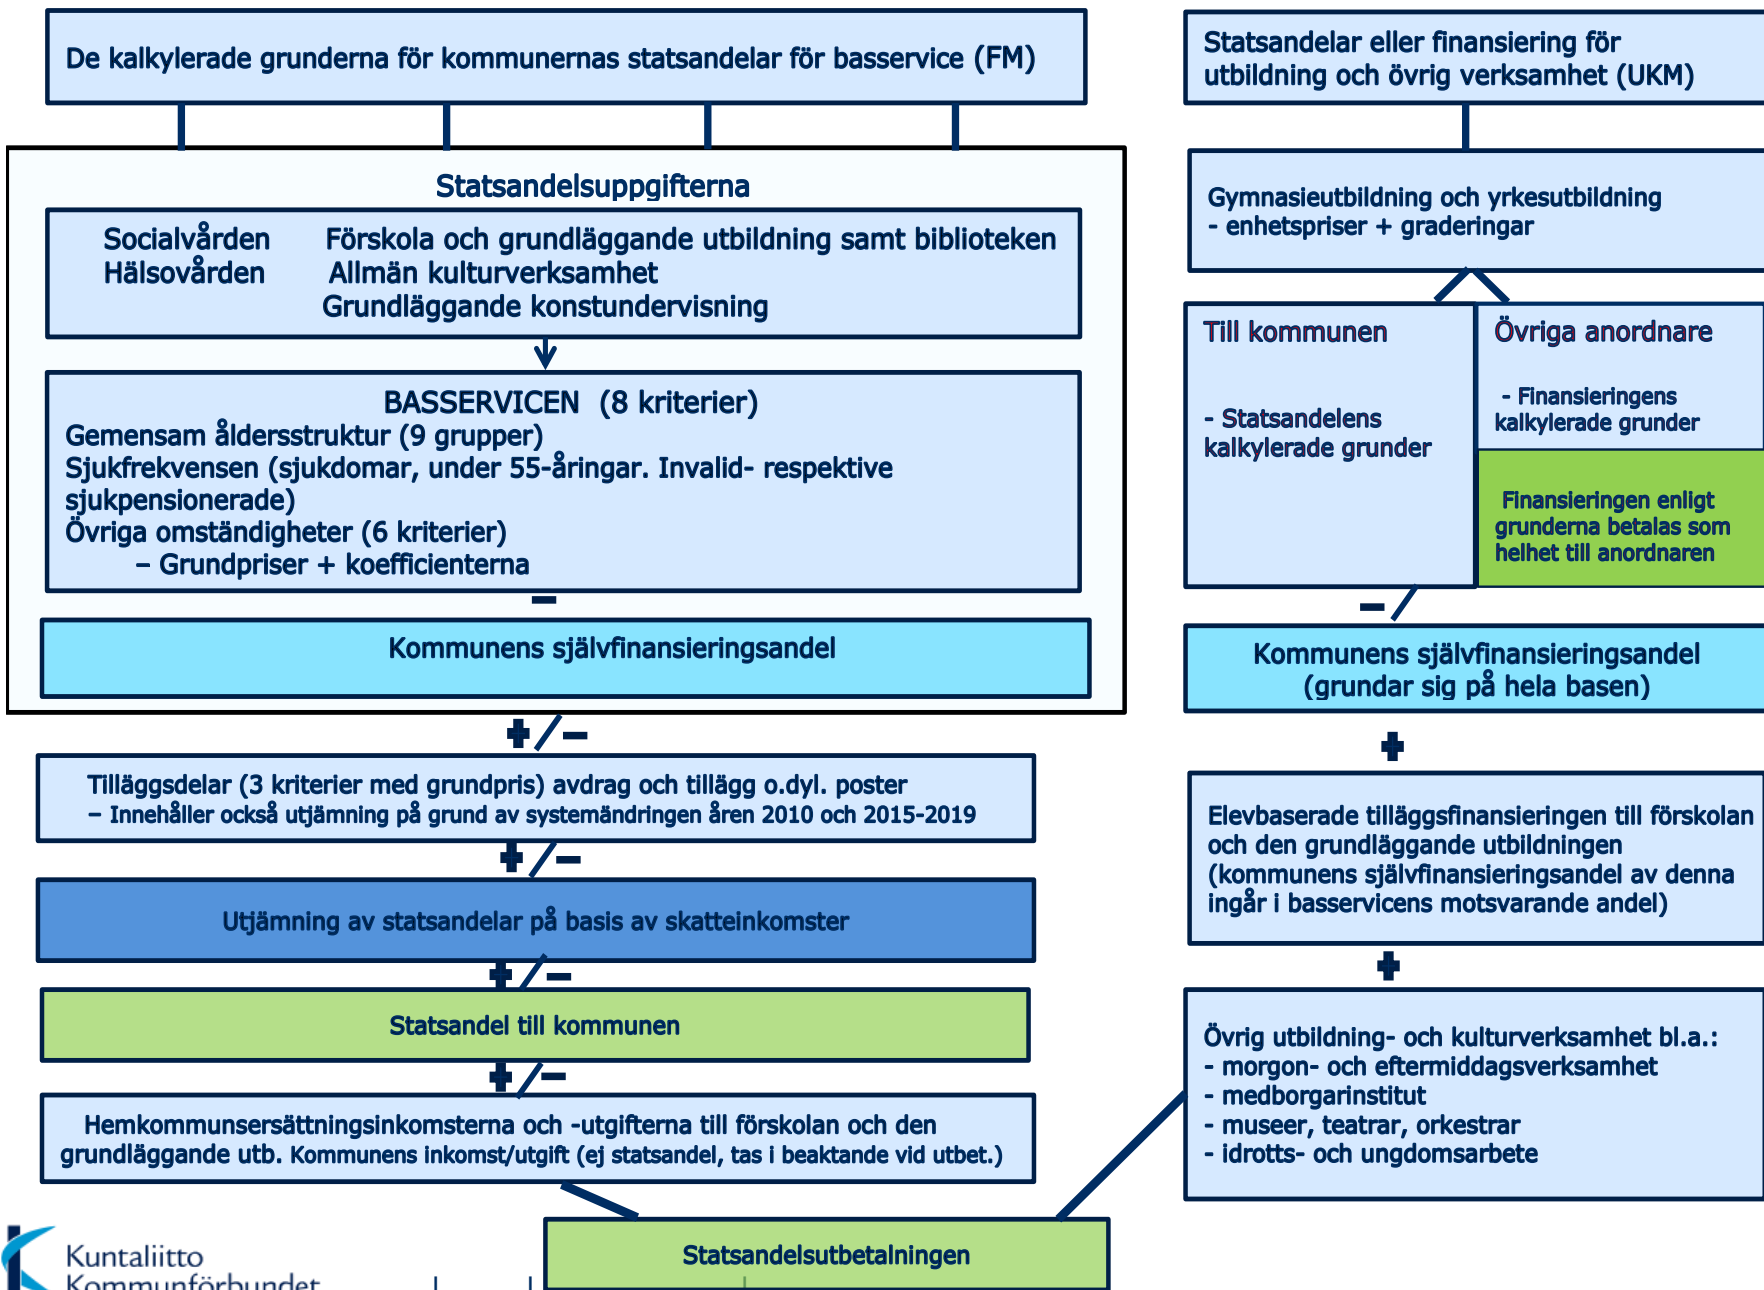 De kalkylerade grunderna för kommunernas statsandelar för basservice (FM)
Statsandelsuppgifterna
Socialvården Förskola och grundläggande utbildning samt biblioteken
Hälsovården Allmän kulturverksamhet
Grundläggande konstundervisning
BASSERVICEN (8 kriterier)
Gemensam åldersstruktur (9 grupper)
Sjukfrekvensen (sjukdomar, under 55-åringar. Invalid- respektive
sjukpensionerade)
Övriga omständigheter (6 kriterier)
– Grundpriser + koefficienterna
–
Kommunens självfinansieringsandel
+/–
Tilläggsdelar (3 kriterier med grundpris) avdrag och tillägg o.dyl. poster
– Innehåller också utjämning på grund av systemändringen åren 2010 och 2015-2019
+/–
Utjämning av statsandelar på basis av skatteinkomster
+/–
Statsandel till kommunen
+/–
Hemkommunsersättningsinkomsterna och -utgifterna till förskolan och den
grundläggande utb. Kommunens inkomst/utgift (ej statsandel, tas i beaktande vid utbet.)
Statsandelar eller finansiering för
utbildning och övrig verksamhet (UKM)
Gymnasieutbildning och yrkesutbildning
- enhetspriser + graderingar
Till kommunen
- Statsandelens
kalkylerade grunder
Övriga anordnare
- Finansieringens
kalkylerade grunder
Finansieringen enligt
grunderna betalas som
helhet till anordnaren
–/
Kommunens självfinansieringsandel
(grundar sig på hela basen)
+
Elevbaserade tilläggsfinansieringen till förskolan
och den grundläggande utbildningen
(kommunens självfinansieringsandel av denna
ingår i basservicens motsvarande andel)
+
Övrig utbildning- och kulturverksamhet bl.a.:
- morgon- och eftermiddagsverksamhet
- medborgarinstitut
- museer, teatrar, orkestrar
- idrotts- och ungdomsarbete
Statsandelsutbetalningen
Kuntaliitto
Kommunförbundet